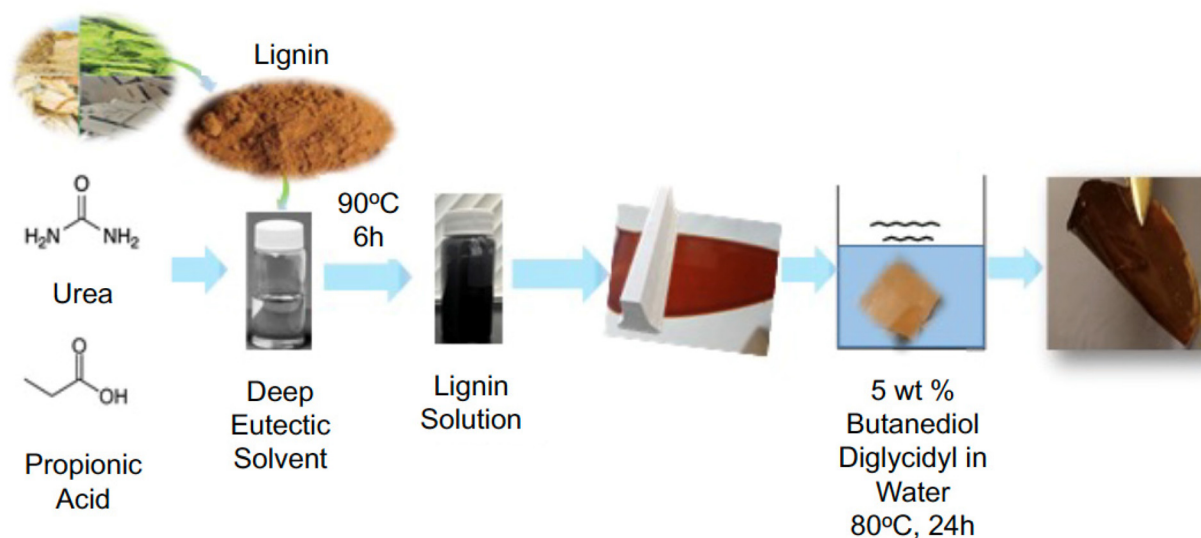 Lignin
O
H₂N
NH₂
Urea
O
OH
Propionic
Acid
Deep
Eutectic
Solvent
90ºC
6h
Lignin
Solution
5 wt %
Butanediol
Diglycidyl in
Water
80ºC, 24h